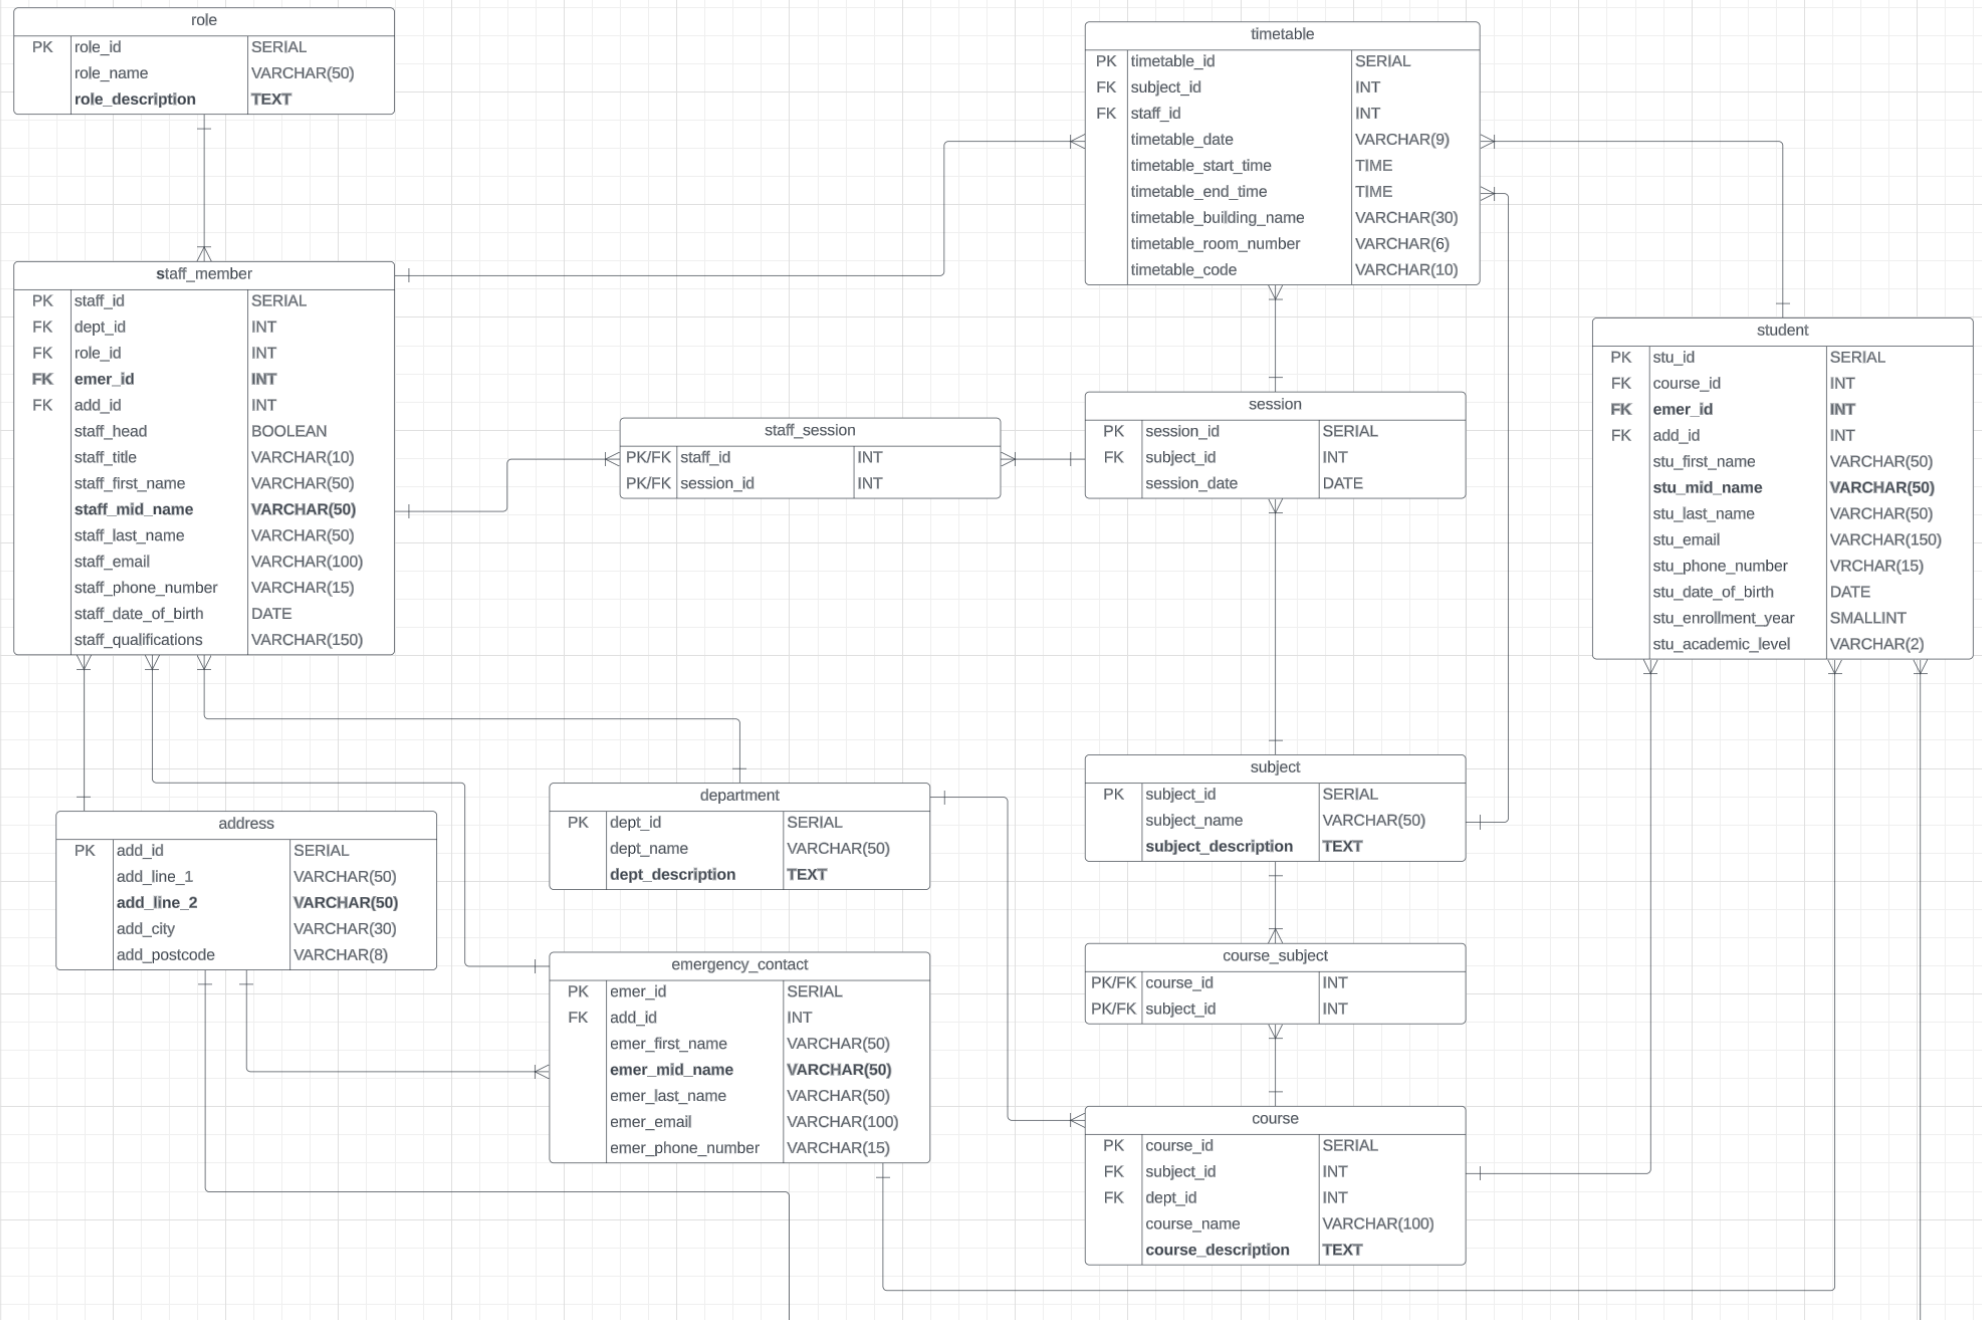 role
PK role_id SERIAL
role_name VARCHAR(50)
role_description TEXT
timetable
PK timetable_id SERIAL
FK subject_id INT
FK staff_id INT
timetable_date VARCHAR(9)
timetable_start_time TIME
timetable_end_time TIME
timetable_building_name VARCHAR(30)
timetable_room_number VARCHAR(6)
timetable_code VARCHAR(10)
staff_member
PK staff_id SERIAL
FK dept_id INT
FK role_id INT
FK emer_id INT
FK add_id INT
staff_head BOOLEAN
staff_title VARCHAR(10)
staff_first_name VARCHAR(50)
staff_mid_name VARCHAR(50)
staff_last_name VARCHAR(50)
staff_email VARCHAR(100)
staff_phone_number VARCHAR(15)
staff_date_of_birth DATE
staff_qualifications VARCHAR(150)
staff_session
PK/FK staff_id INT
PK/FK session_id INT
session
PK session_id SERIAL
FK subject_id INT
session_date DATE
student
PK stu_id SERIAL
FK course_id INT
FK emer_id INT
FK add_id INT
stu_first_name VARCHAR(50)
stu_mid_name VARCHAR(50)
stu_last_name VARCHAR(50)
stu_email VARCHAR(150)
stu_phone_number VRCHAR(15)
stu_date_of_birth DATE
stu_enrollment_year SMALLINT
stu_academic_level VARCHAR(2)
address
PK add_id SERIAL
add_line_1 VARCHAR(50)
add_line_2 VARCHAR(50)
add_city VARCHAR(30)
add_postcode VARCHAR(8)
department
PK dept_id SERIAL
dept_name VARCHAR(50)
dept_description TEXT
subject
PK subject_id SERIAL
subject_name VARCHAR(50)
subject_description TEXT
emergency_contact
PK emer_id SERIAL
FK add_id INT
emer_first_name VARCHAR(50)
emer_mid_name VARCHAR(50)
emer_last_name VARCHAR(50)
emer_email VARCHAR(100)
emer_phone_number VARCHAR(15)
course_subject
PK/FK course_id INT
PK/FK subject_id INT
course
PK course_id SERIAL
FK subject_id INT
FK dept_id INT
course_name VARCHAR(100)
course_description TEXT